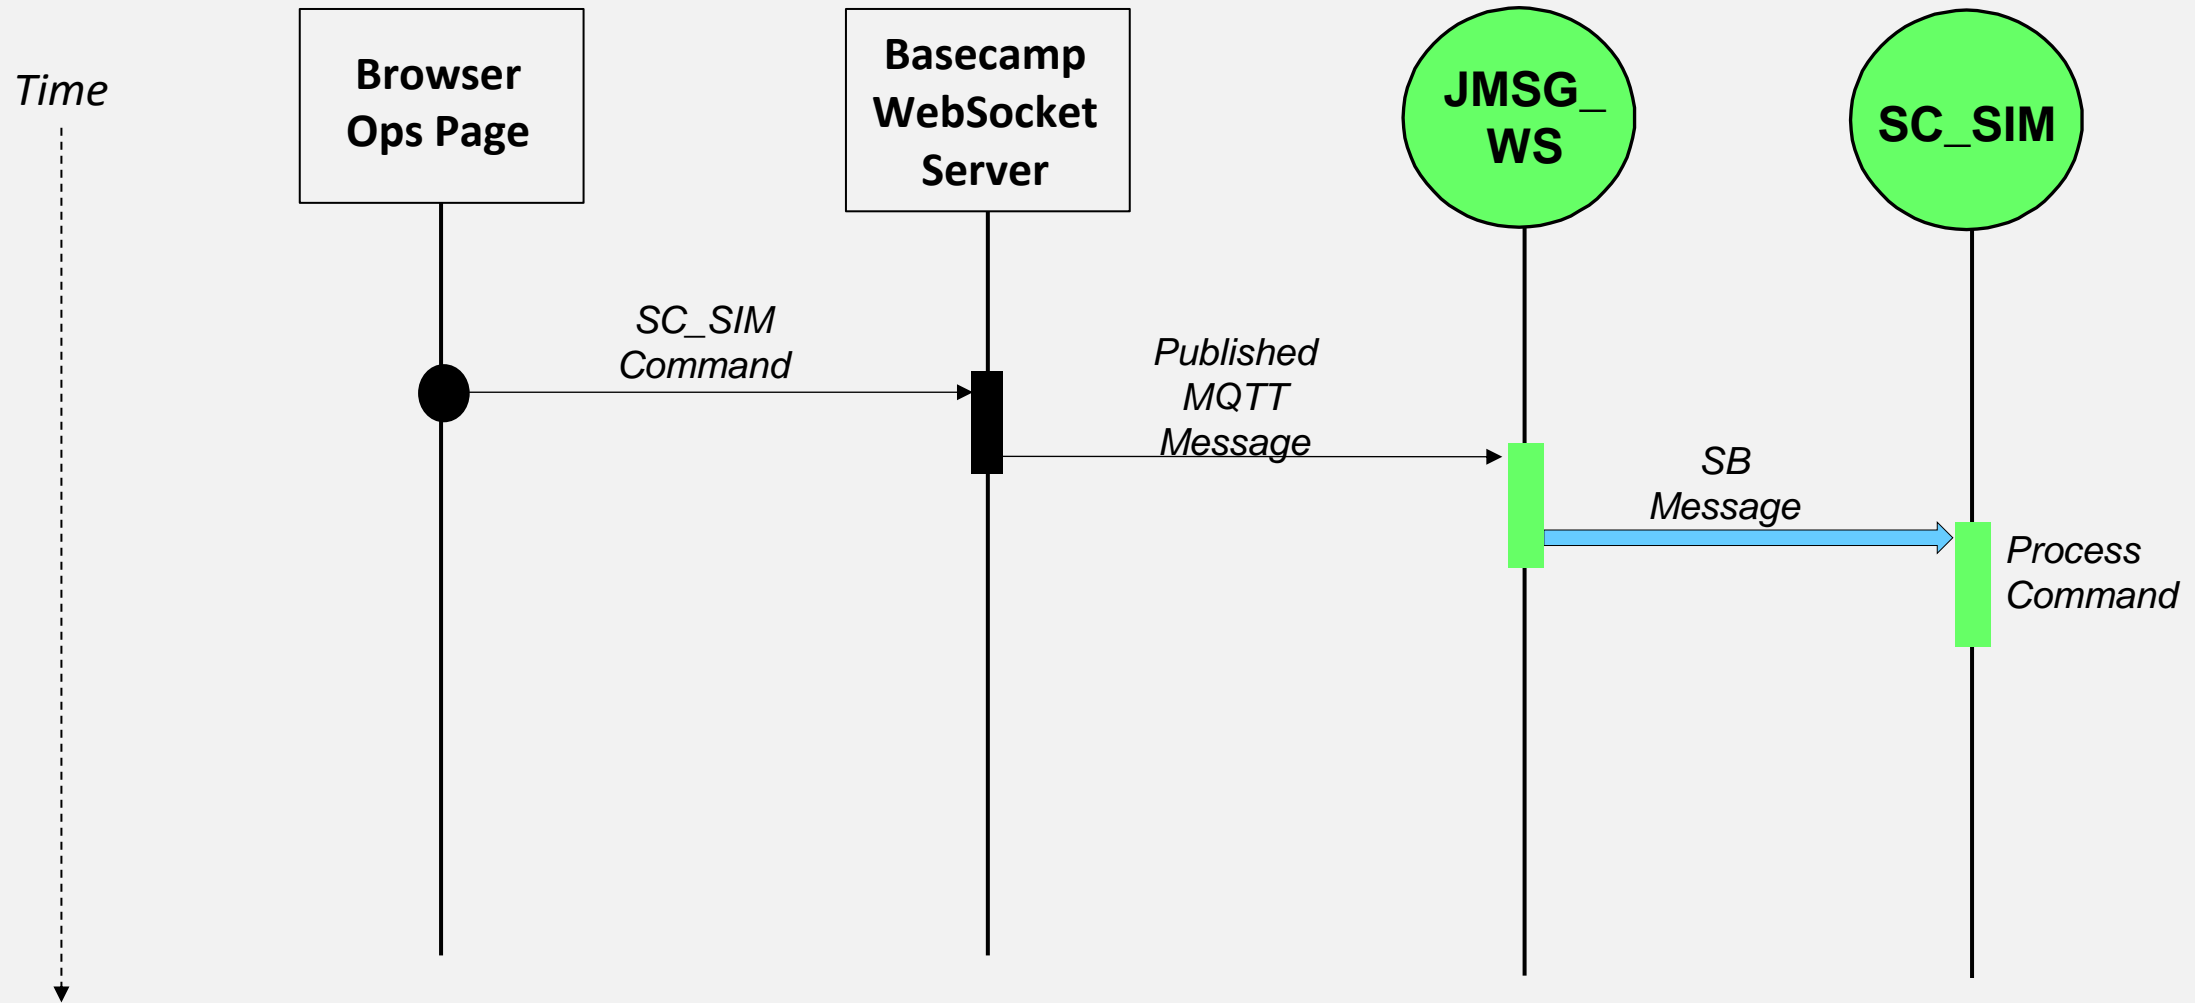 Time
Browser
Ops Page
Basecamp
WebSocket
Server
JMSG_
WS
SC_SIM
SC_SIM
Command
Published
MQTT
Message
SB
Message
Process
Command